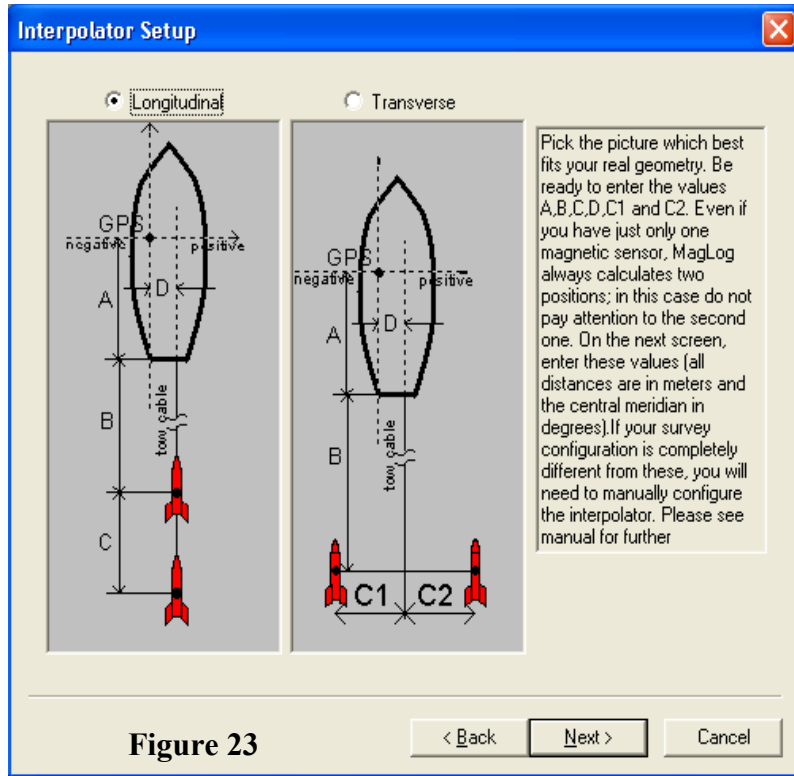 Interpolator Setup
Longitudinal
Transverse
GPS
negative
positive
A
D
B
tow cable
C
GPS
negative
positive
A
D
B
tow cable
C1
C2
Pick the picture which best
fits your real geometry. Be
ready to enter the values
A,B,C,D,C1 and C2. Even if
you have just only one
magnetic sensor, MagLog
always calculates two
positions; in this case do not
pay attention to the second
one. On the next screen,
enter these values (all
distances are in meters and
the central meridian in
degrees).If your survey
configuration is completely
different from these, you will
need to manually configure
the interpolator. Please see
manual for further
Figure 23
< Back
Next >
Cancel